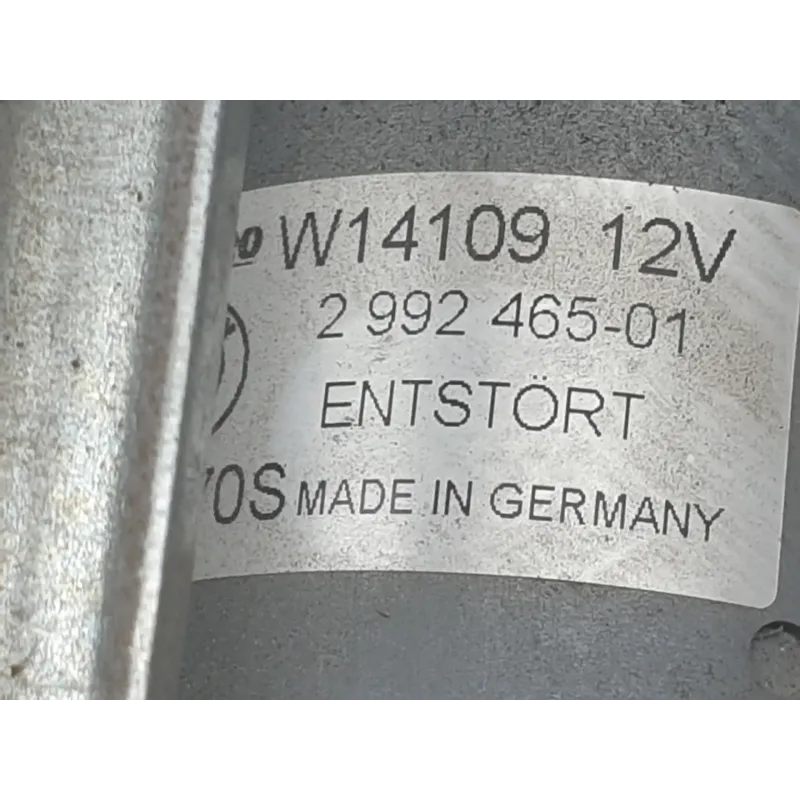 W14109 12V
2 992 465-01
ENTSTÖRT
MADE IN GERMANY